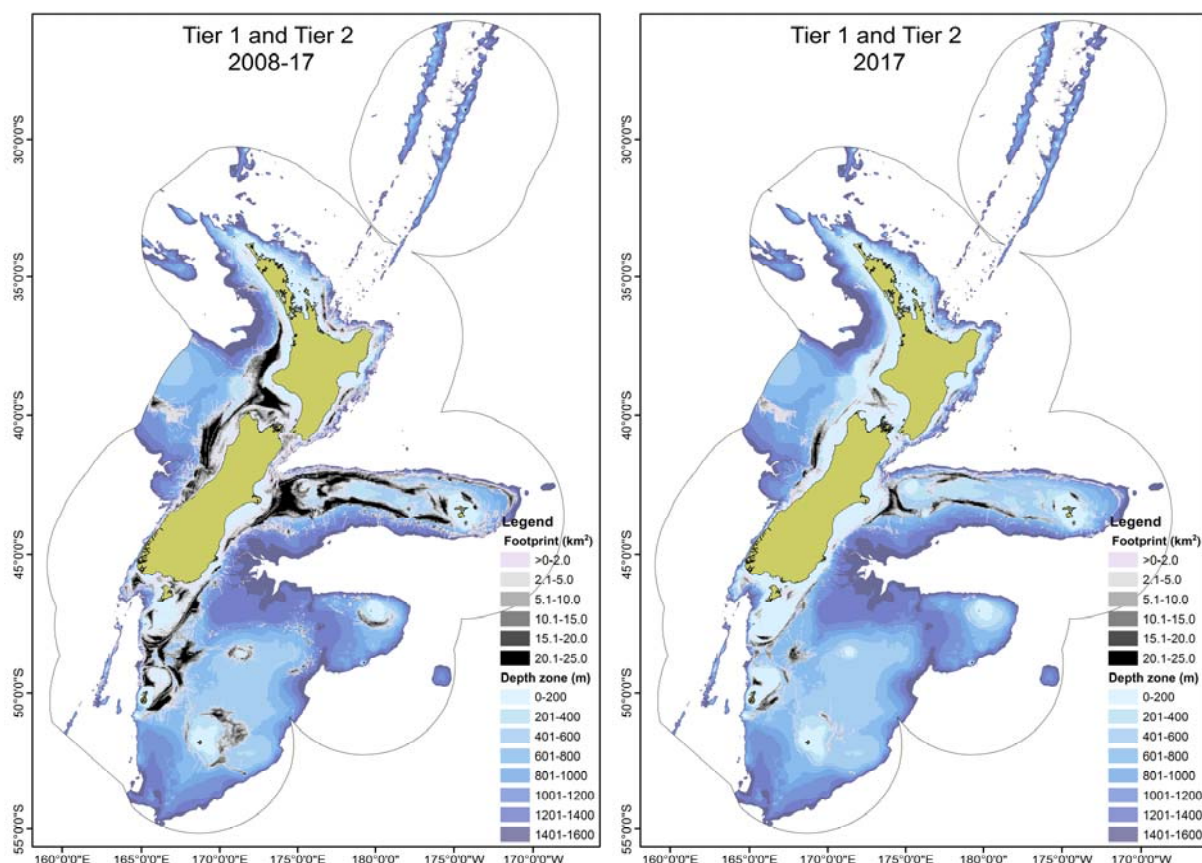 Tier 1 and Tier 2
2008-17
30°0'0"S
35°0'0"S
40°0'0"S
45°0'0"S
50°0'0"S
55°0'0"S
Legend
Footprint (km²)
>0-2.0
2.1-5.0
5.1-10.0
10.1-15.0
15.1-20.0
20.1-25.0
Depth zone (m)
0-200
201-400
401-600
601-800
801-1000
1001-1200
1201-1400
1401-1600
160°0'0"E 165°0'0"E 170°0'0"E 175°0'0"E 180°0'0" 175°0'0"W 170°0'0"W
Tier 1 and Tier 2
2017
30°0'0"S
35°0'0"S
40°0'0"S
45°0'0"S
50°0'0"S
55°0'0"S
Legend
Footprint (km²)
>0-2.0
2.1-5.0
5.1-10.0
10.1-15.0
15.1-20.0
20.1-25.0
Depth zone (m)
0-200
201-400
401-600
601-800
801-1000
1001-1200
1201-1400
1401-1600
160°0'0"E 165°0'0"E 170°0'0"E 175°0'0"E 180°0'0" 175°0'0"W 170°0'0"W